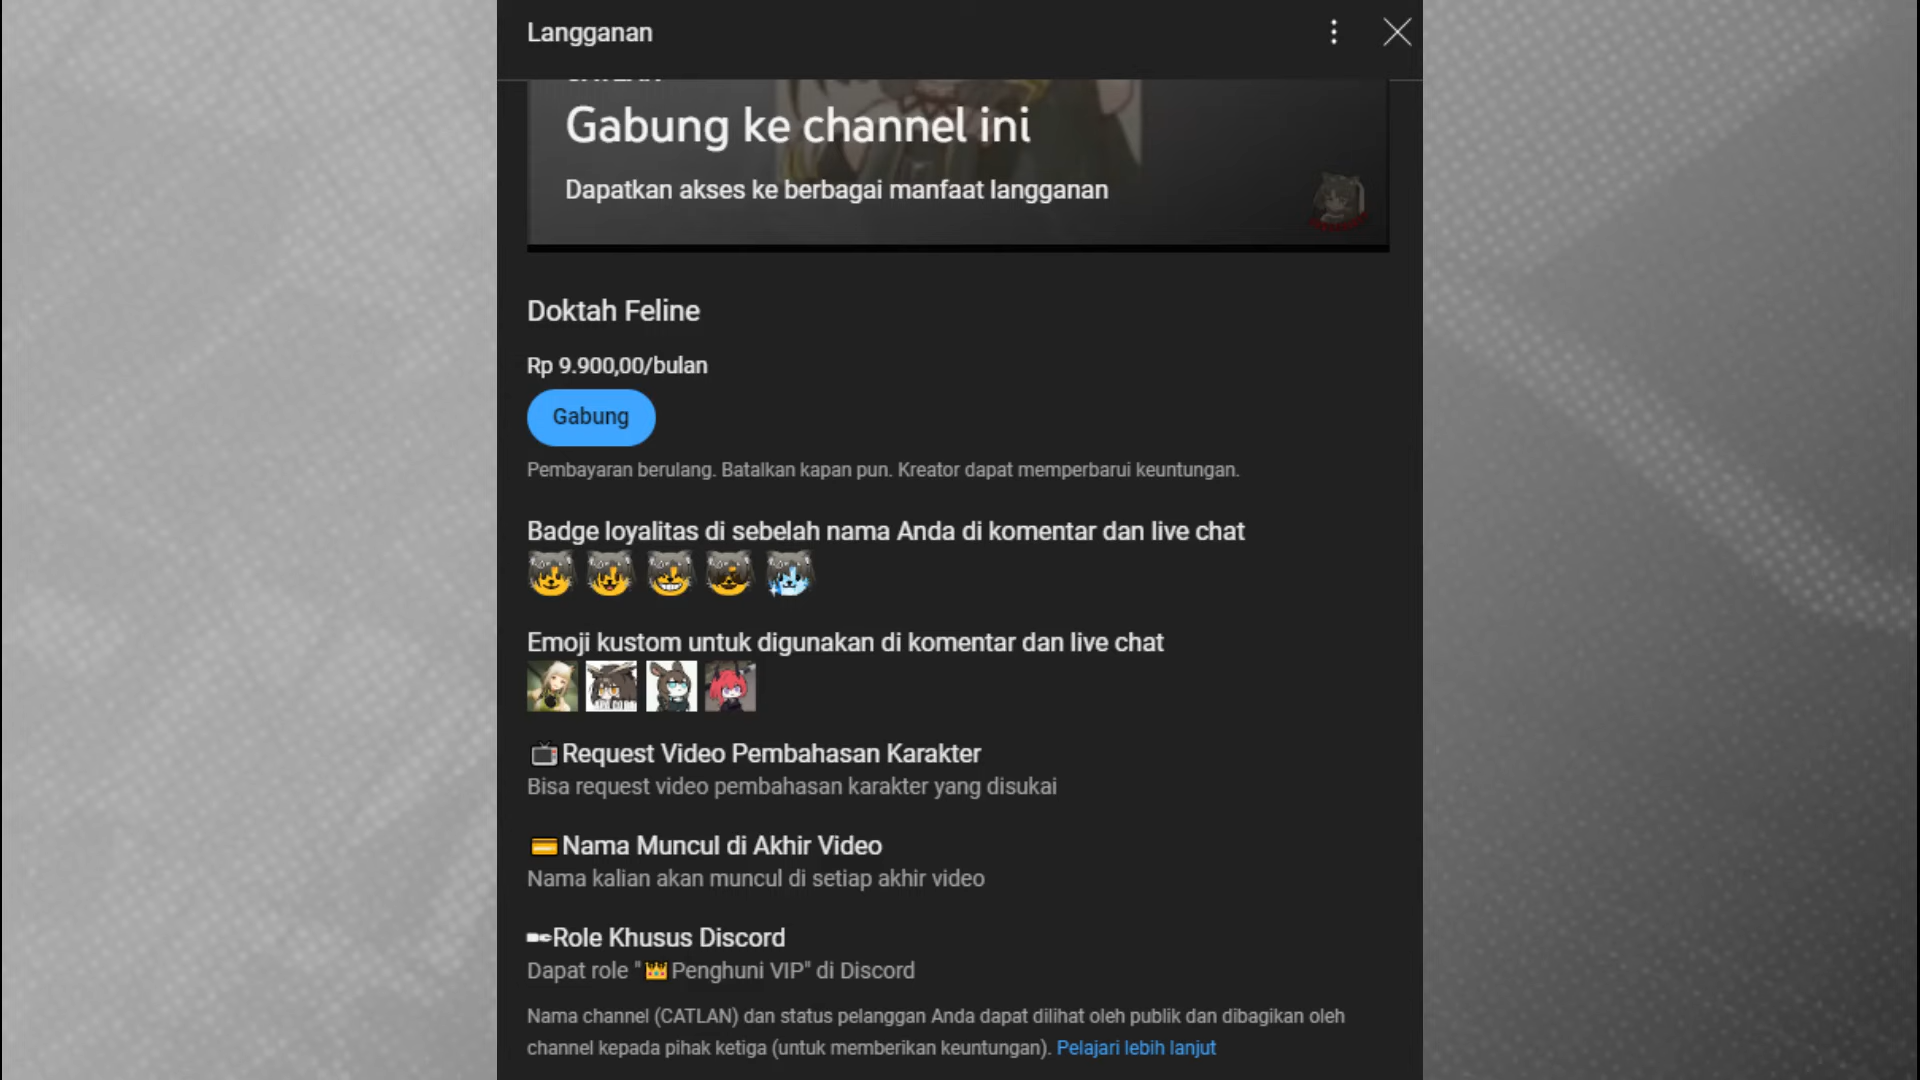 Langganan
CATLAN
Gabung ke channel ini
Dapatkan akses ke berbagai manfaat langganan
Doktah Feline
Rp 9.900,00/bulan
Gabung
Pembayaran berulang. Batalkan kapan pun. Kreator dapat memperbarui keuntungan.
Badge loyalitas di sebelah nama Anda di komentar dan live chat
Emoji kustom untuk digunakan di komentar dan live chat
Request Video Pembahasan Karakter
Bisa request video pembahasan karakter yang disukai
Nama Muncul di Akhir Video
Nama kalian akan muncul di setiap akhir video
Role Khusus Discord
Dapat role "👑Penghuni VIP" di Discord
Nama channel (CATLAN) dan status pelanggan Anda dapat dilihat oleh publik dan dibagikan oleh
channel kepada pihak ketiga (untuk memberikan keuntungan). Pelajari lebih lanjut